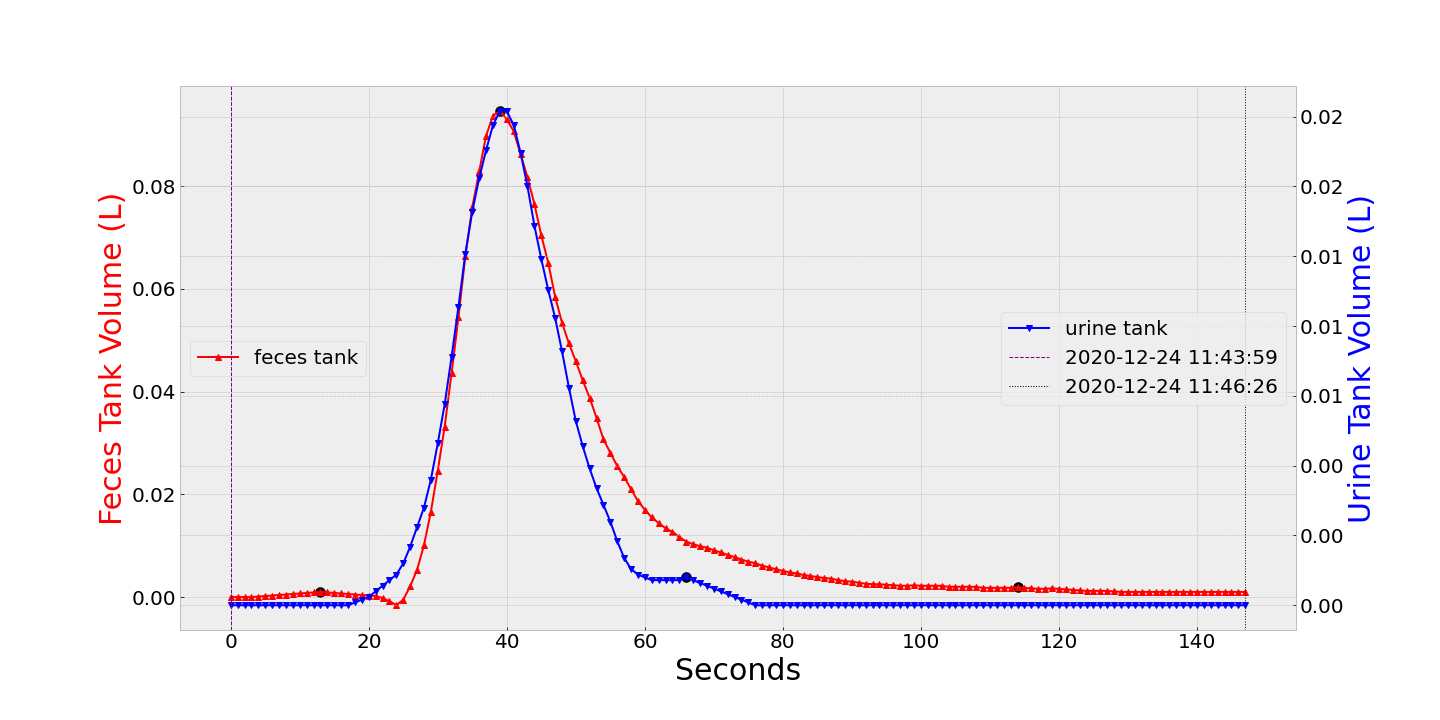 Feces Tank Volume (L)
0.08
0.06
0.04
0.02
0.00
feces tank
0.02
0.02
0.01
0.01
0.01
0.00
0.00
0.00
Urine Tank Volume (L)
urine tank
2020-12-24 11:43:59
2020-12-24 11:46:26
0 20 40 60 80 100 120 140
Seconds